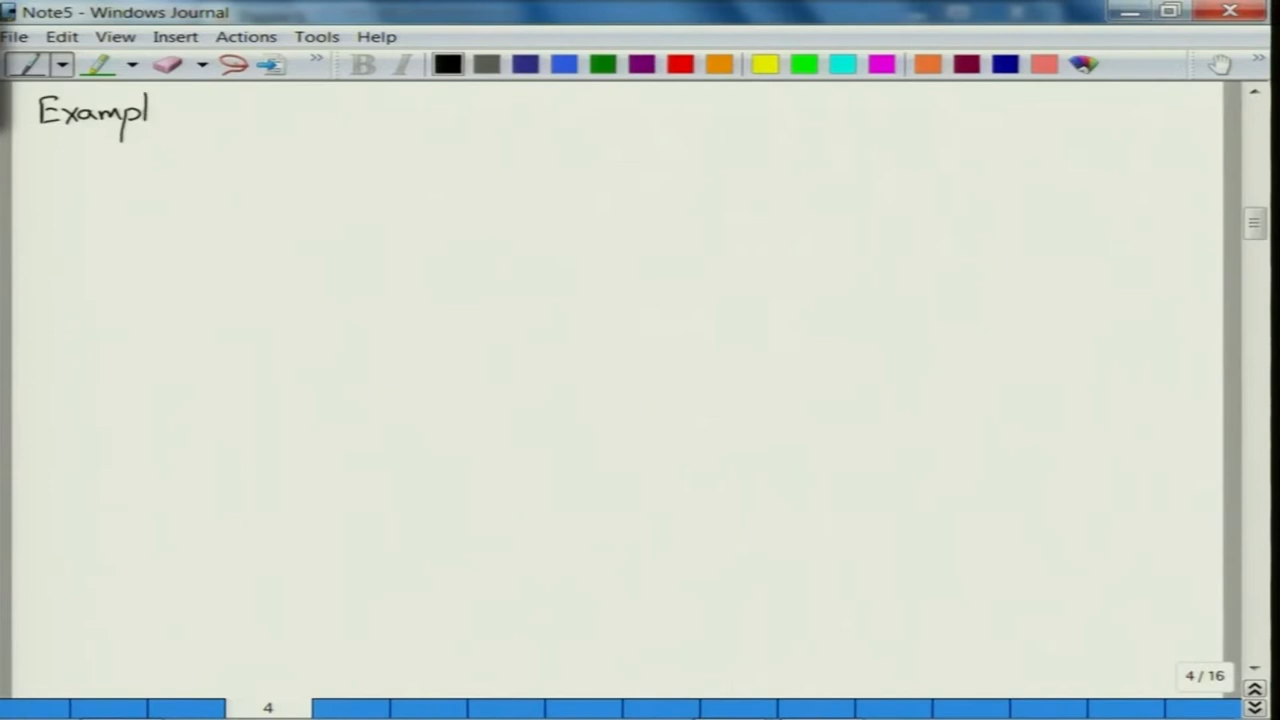 Note5 - Windows Journal
File Edit View Insert Actions Tools Help
B I
Exampl
4 / 16
4